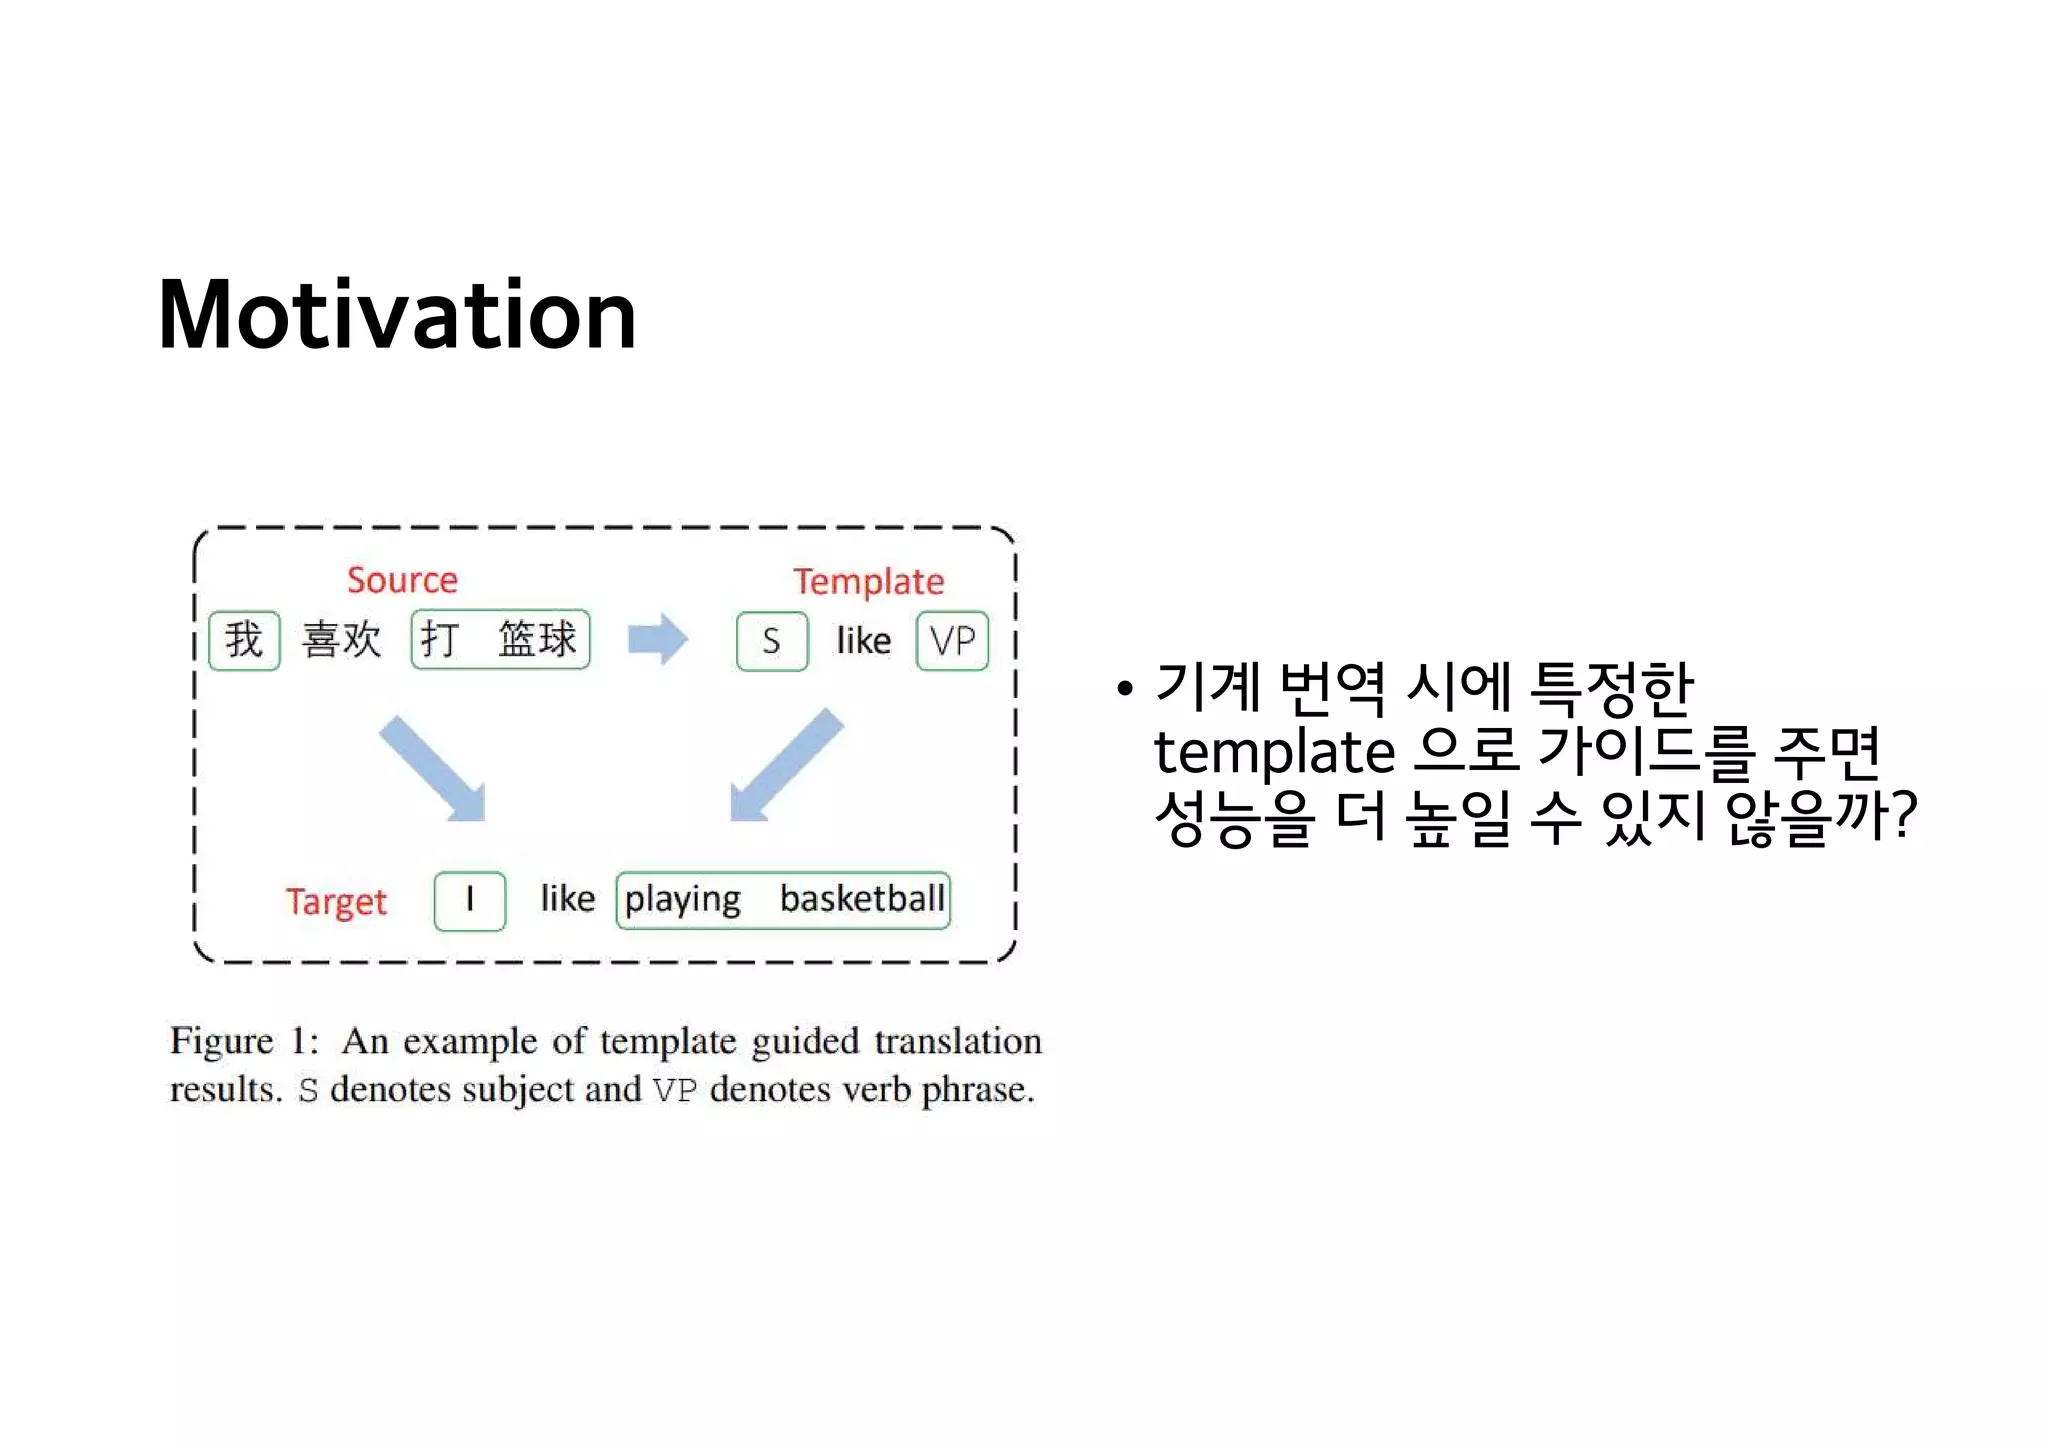 Motivation
Source Template
我 喜欢 打 篮球 S like VP
Target I like playing basketball
Figure 1: An example of template guided translation
results. S denotes subject and VP denotes verb phrase.
• 기계 번역 시에 특정한
template 으로 가이드를 주면
성능을 더 높일 수 있지 않을까?